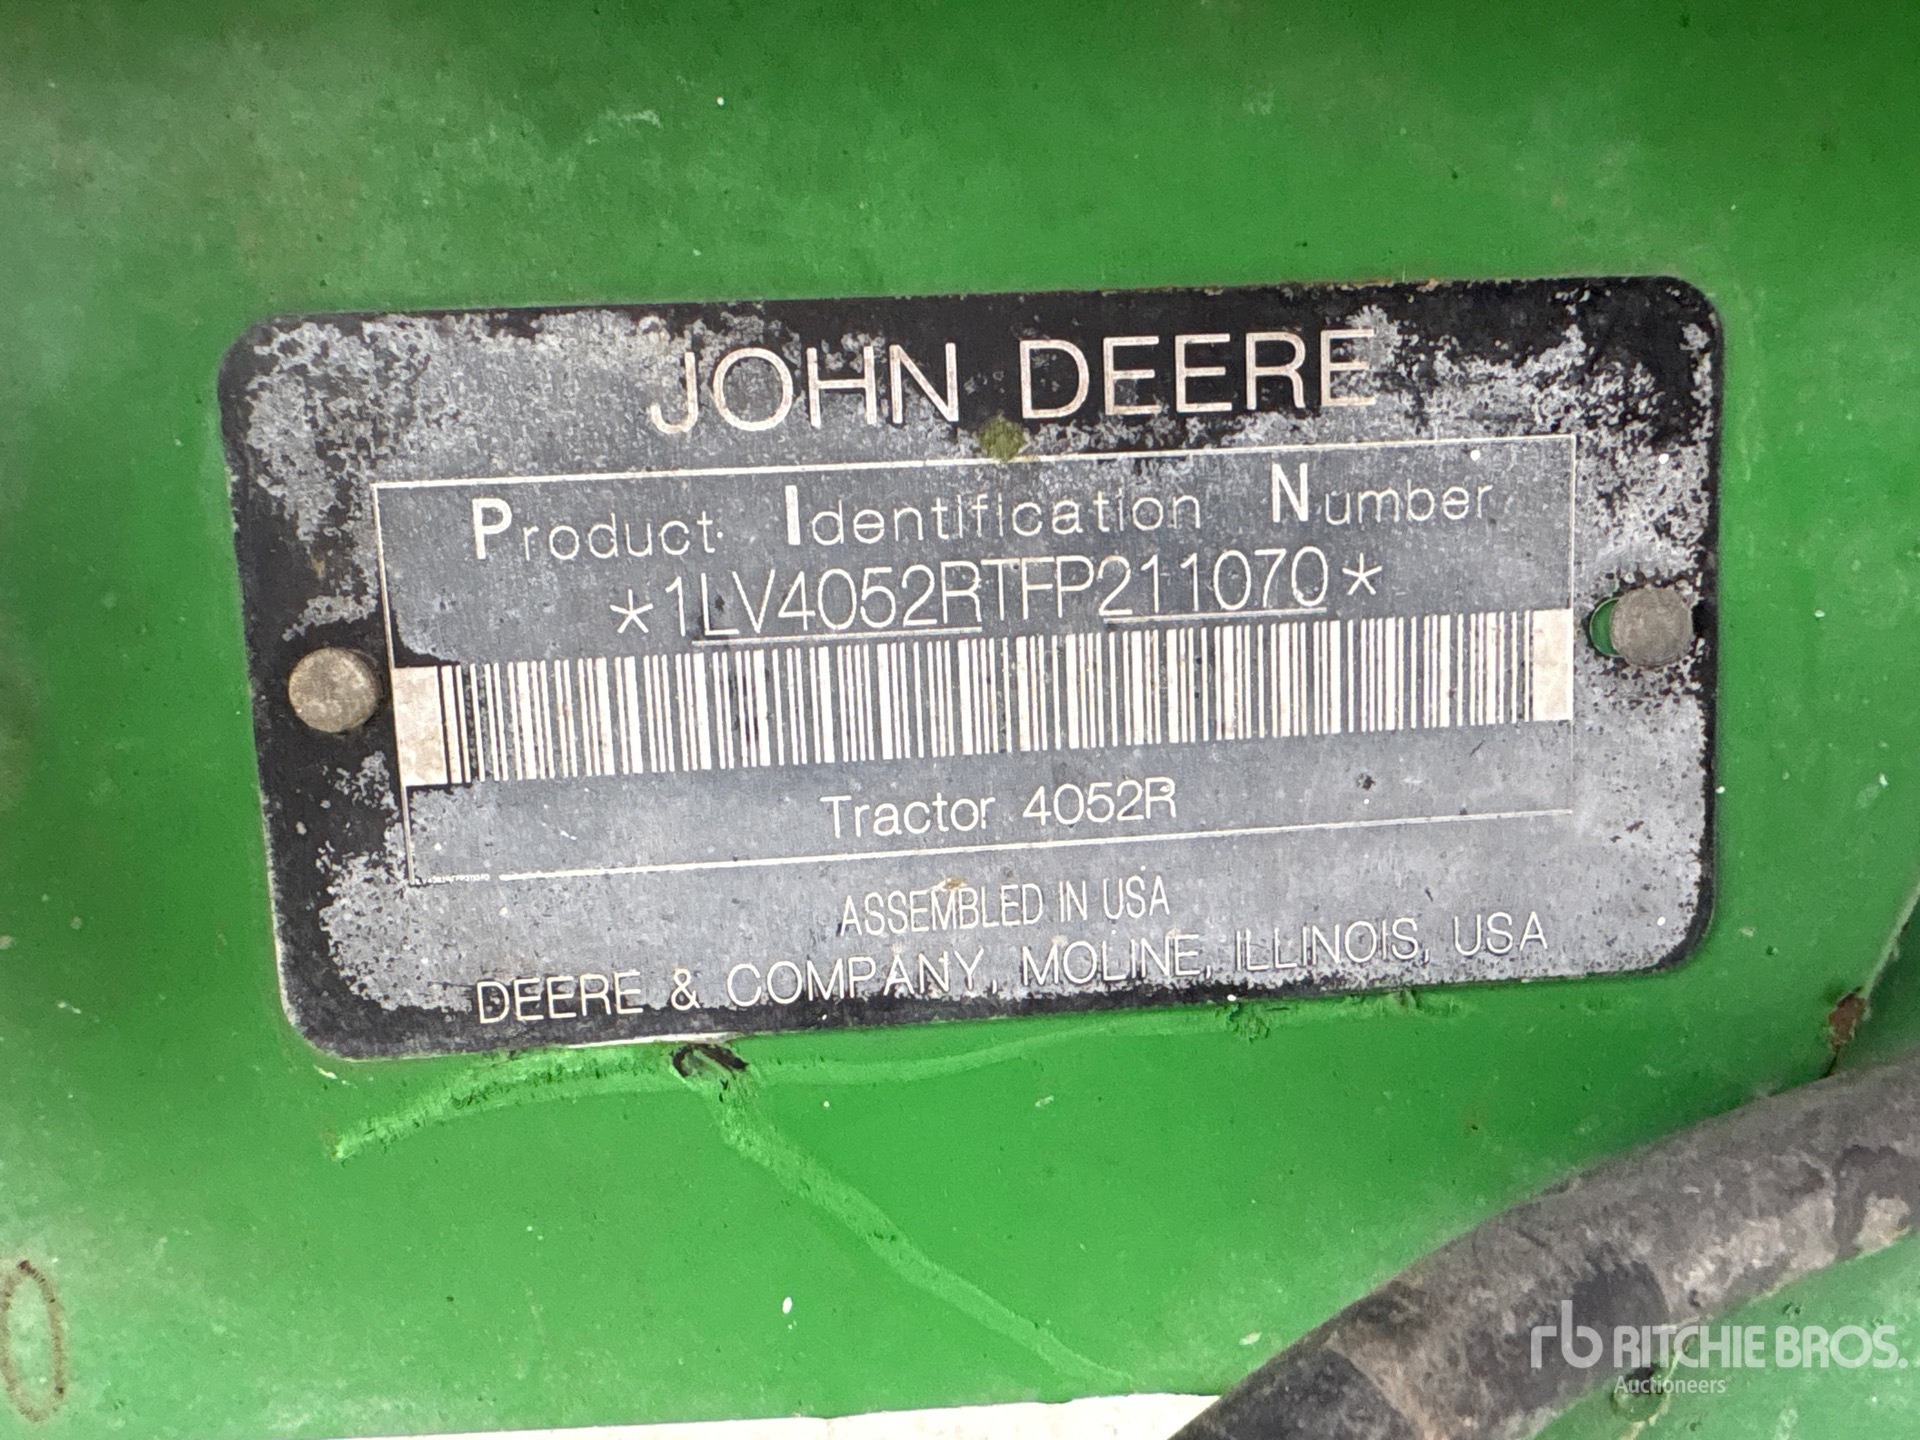 JOHN DEERE
Product Identification Number
*1LV4052RTFP211070*
Tractor 4052R
ASSEMBLED IN USA
DEERE & COMPANY, MOLINE, ILLINOIS, USA
rb RITCHIE BROS.
Auctioneers